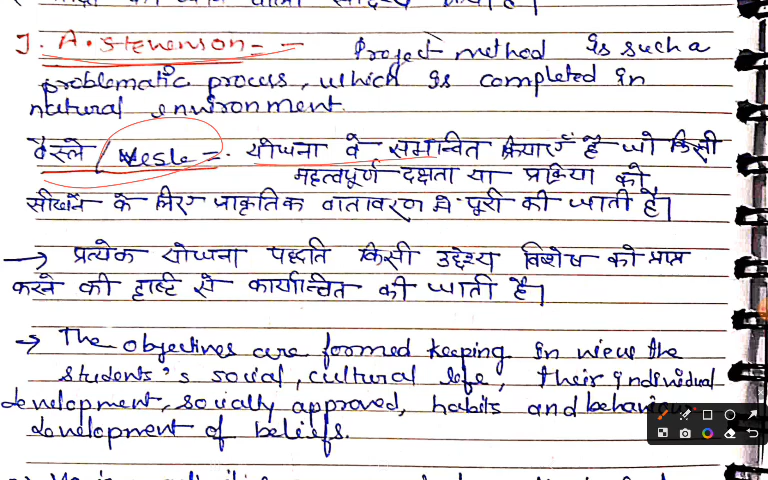 J. A. Stevenson - - Project method is such a
problematic process, which is completed in
natural environment.
वैस्ले / Wesle = . योजना वे समान्वित क्रियाएँ हैं जो किसी
महत्वपूर्ण दक्षता या प्रक्रिया को
सीखने के लिए प्राकृतिक वातावरण मे पूरी की जाती है।
→ प्रत्येक योजना पद्धति किसी उद्देश्य विशेष को प्राप्त
करने की दृष्टि से कार्यान्वित की जाती है।
→ The objectives are formed keeping in view the
students's social, cultural life, their individual
development, socially approved, habits and behaviour
development of beliefs.